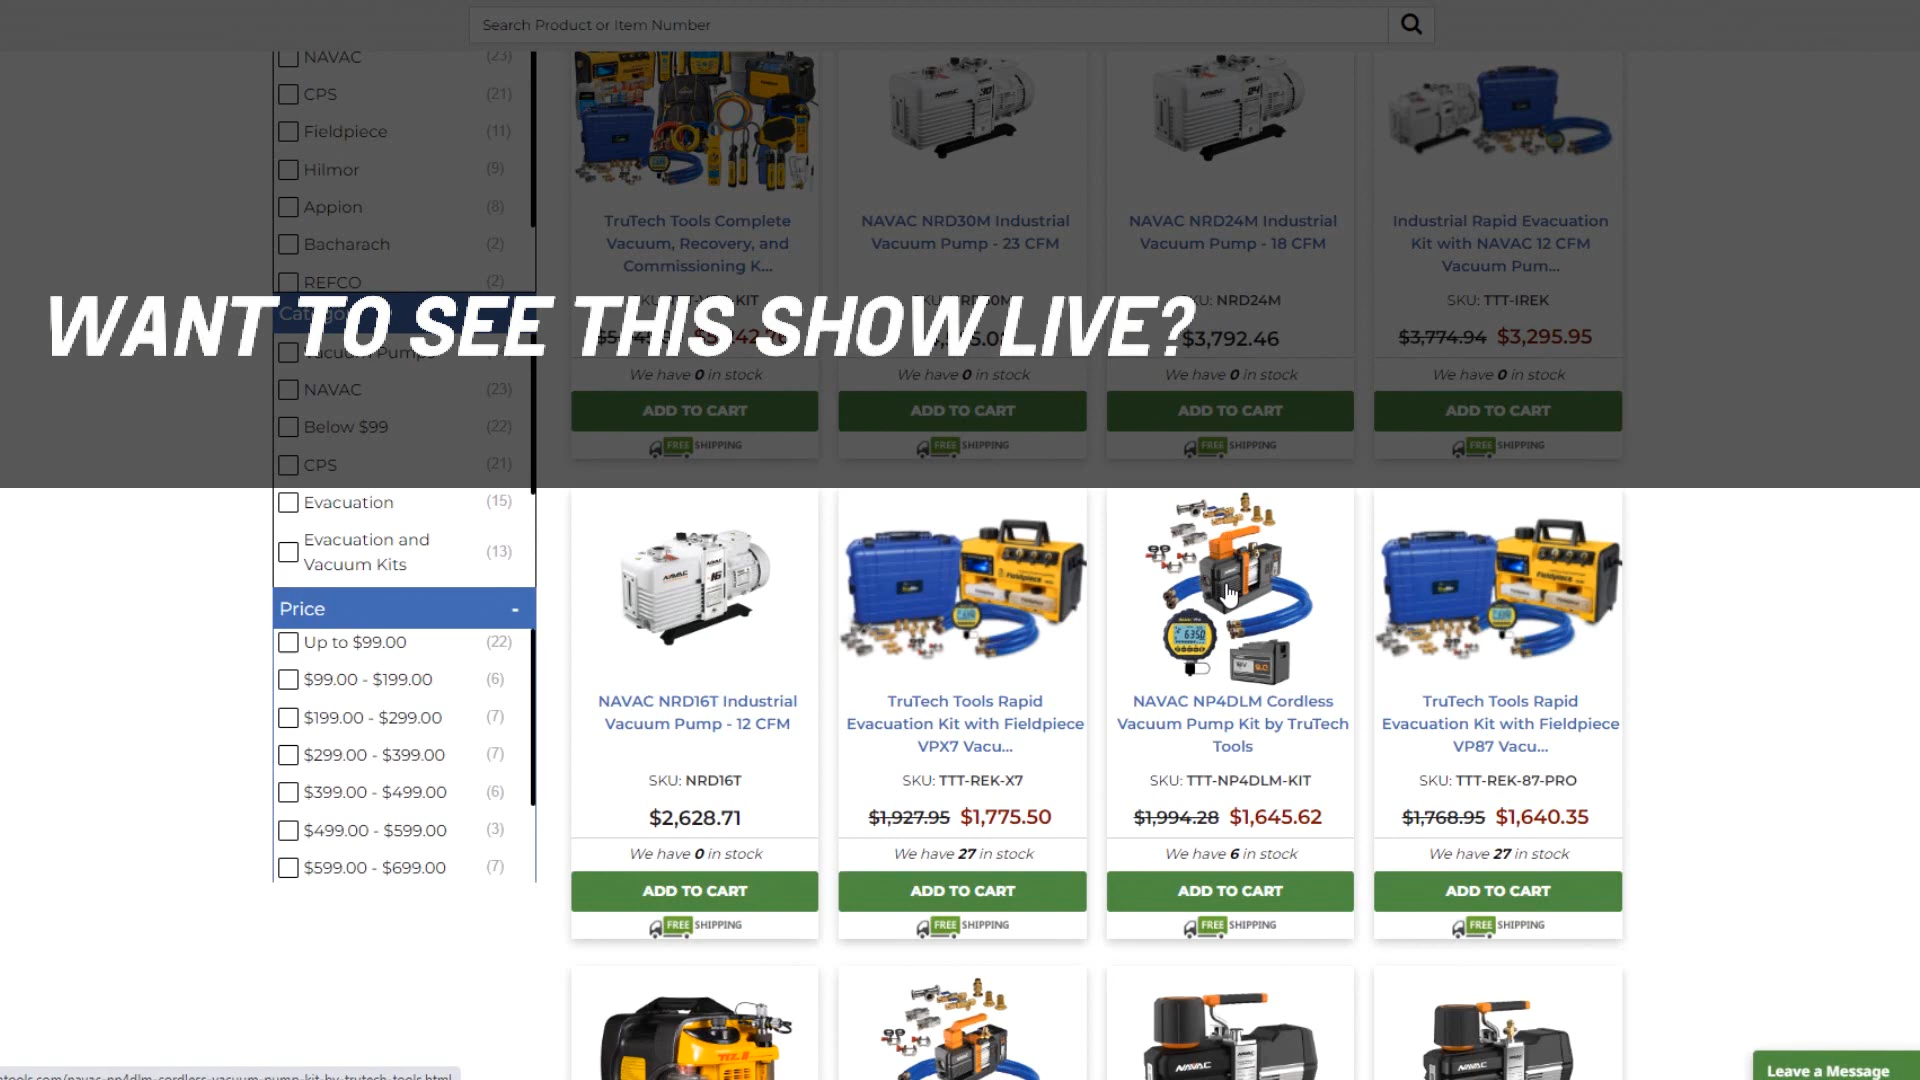 Search Product or Item Number
NAVAC (23)
CPS (21)
Fieldpiece (11)
Hilmor (9)
Appion (8)
Bacharach (2)
REFCO (2)
Vacuum Pumps
NAVAC (23)
Below $99 (22)
CPS (21)
Evacuation (15)
Evacuation and
Vacuum Kits (13)
Price -
Up to $99.00 (22)
$99.00 - $199.00 (6)
$199.00 - $299.00 (7)
$299.00 - $399.00 (7)
$399.00 - $499.00 (6)
$499.00 - $599.00 (3)
$599.00 - $699.00 (7)
WANT TO SEE THIS SHOW LIVE?
TruTech Tools Complete
Vacuum, Recovery, and
Commissioning K...
We have 0 in stock
ADD TO CART
FREE SHIPPING
NAVAC NRD30M Industrial
Vacuum Pump - 23 CFM
We have 0 in stock
ADD TO CART
FREE SHIPPING
NAVAC NRD24M Industrial
Vacuum Pump - 18 CFM
SKU: NRD24M
$3,792.46
We have 0 in stock
ADD TO CART
FREE SHIPPING
Industrial Rapid Evacuation
Kit with NAVAC 12 CFM
Vacuum Pum...
SKU: TTT-IREK
$3,774.94 $3,295.95
We have 0 in stock
ADD TO CART
FREE SHIPPING
NAVAC NRD16T Industrial
Vacuum Pump - 12 CFM
SKU: NRD16T
$2,628.71
We have 0 in stock
ADD TO CART
FREE SHIPPING
TruTech Tools Rapid
Evacuation Kit with Fieldpiece
VPX7 Vacu...
SKU: TTT-REK-X7
$1,927.95 $1,775.50
We have 27 in stock
ADD TO CART
FREE SHIPPING
NAVAC NP4DLM Cordless
Vacuum Pump Kit by TruTech
Tools
SKU: TTT-NP4DLM-KIT
$1,994.28 $1,645.62
We have 6 in stock
ADD TO CART
FREE SHIPPING
TruTech Tools Rapid
Evacuation Kit with Fieldpiece
VP87 Vacu...
SKU: TTT-REK-87-PRO
$1,768.95 $1,640.35
We have 27 in stock
ADD TO CART
FREE SHIPPING
Leave a Message